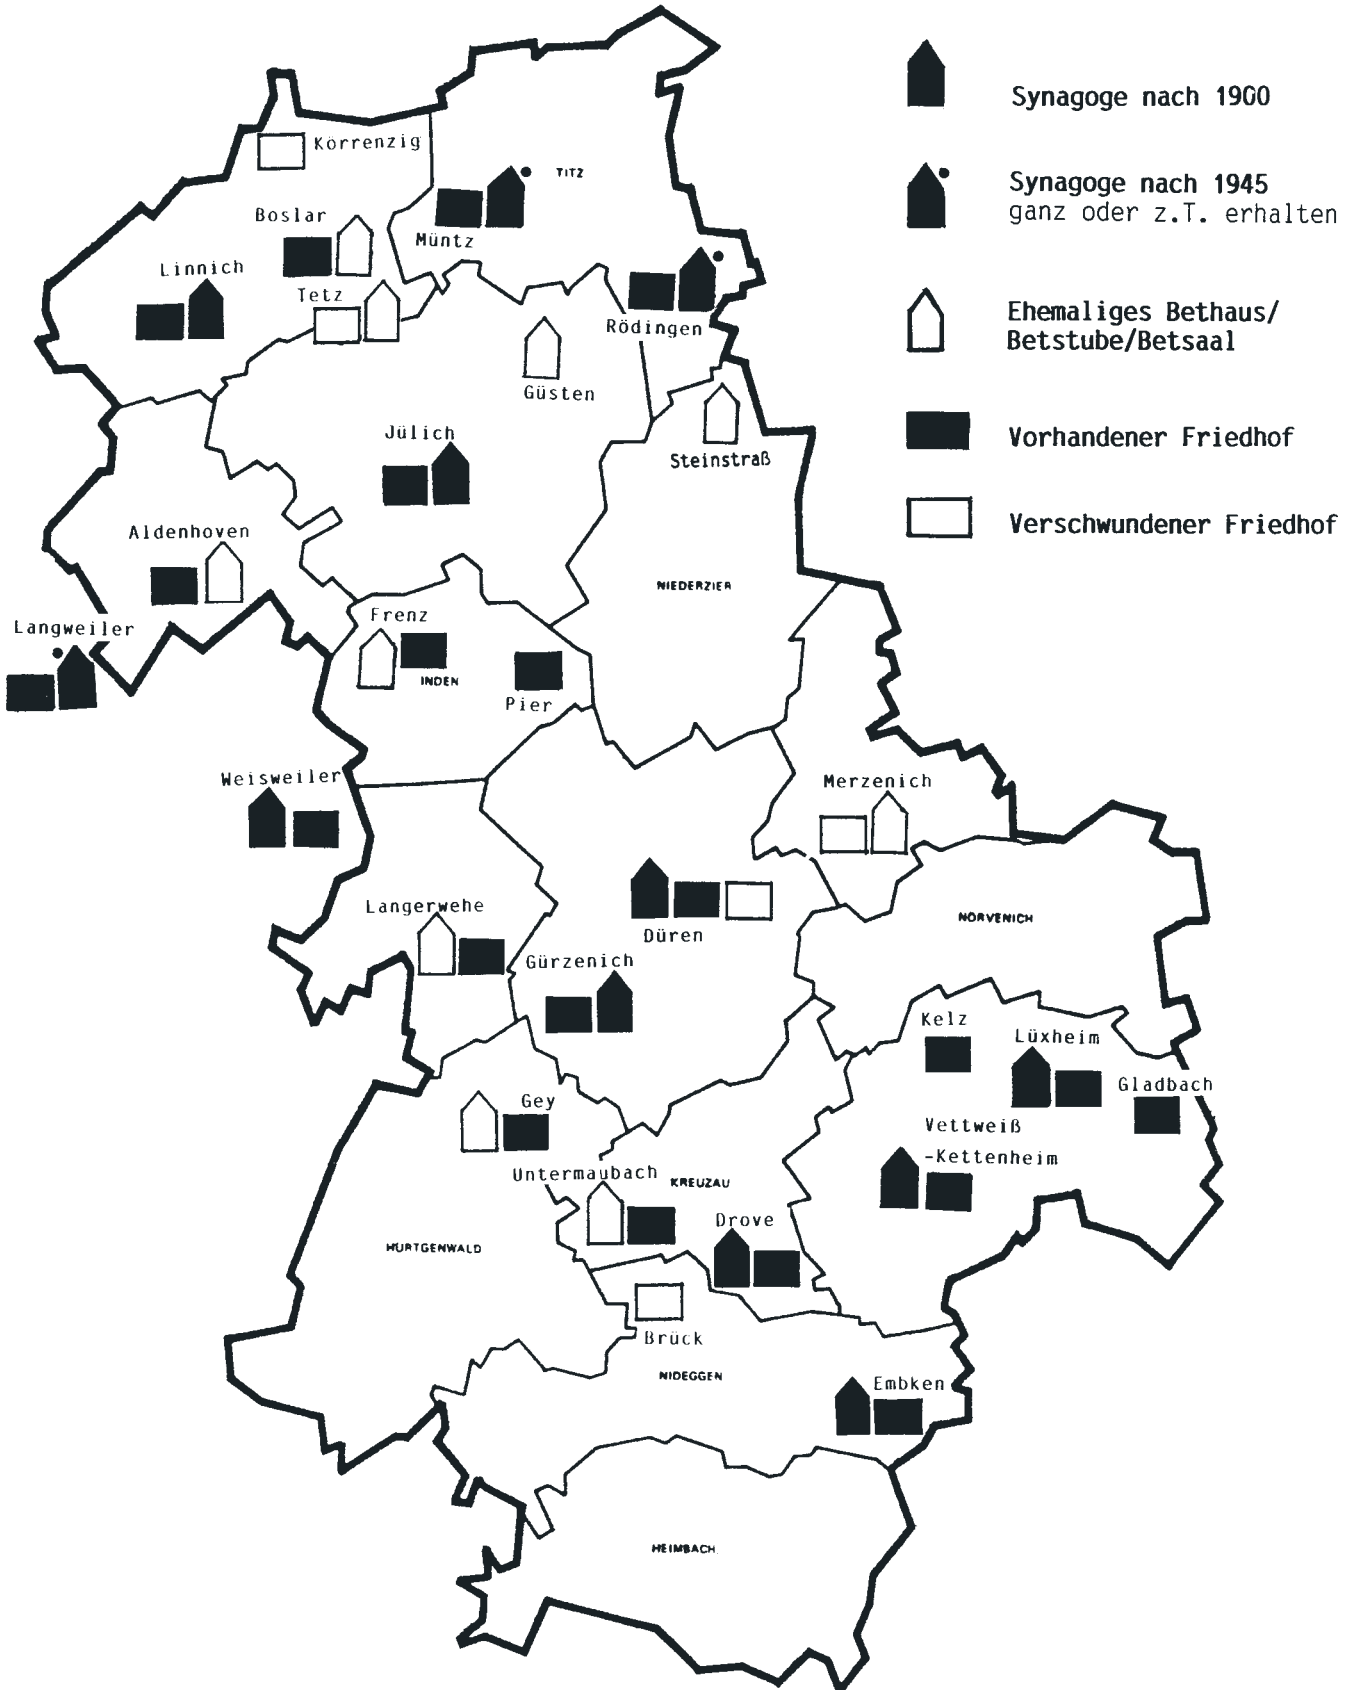 Synagoge nach 1900
Synagoge nach 1945
ganz oder z.T. erhalten
Ehemaliges Bethaus/
Betstube/Betsaal
Vorhandener Friedhof
Verschwundener Friedhof
Körrenzig
TITZ
Boslar
Müntz
Linnich
Tetz
Rödingen
Güsten
Jülich
Steinstraß
Aldenhoven
NIEDERZIER
Frenz
Langweiler
INDEN
Pier
Weisweiler
Merzenich
Langerwehe
NÖRVENICH
Düren
Gürzenich
Kelz
Lüxheim
Gladbach
Gey
Vettweiß
-Kettenheim
Untermaubach
KREUZAU
Drove
HÜRTGENWALD
Brück
NIDEGGEN
Embken
HEIMBACH